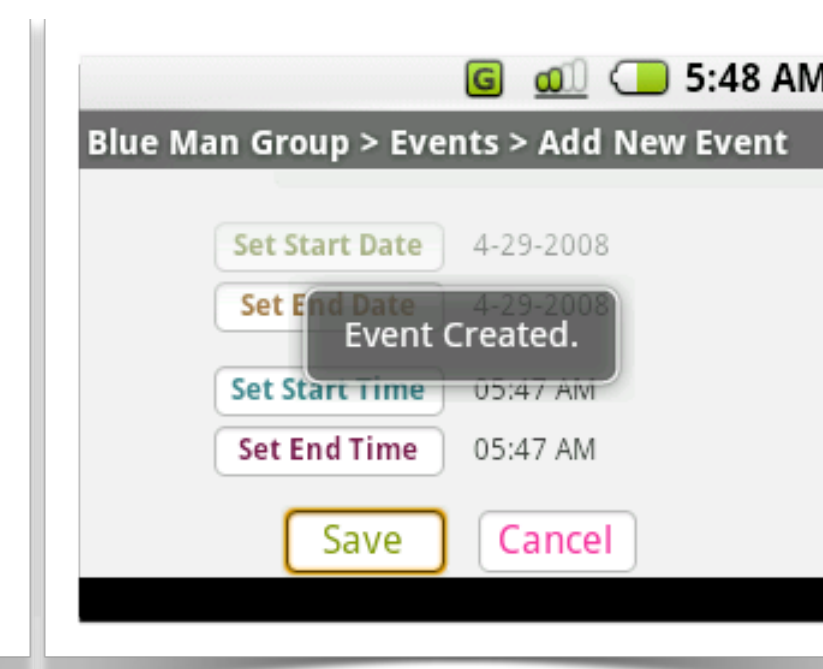 G 5:48 AM
Blue Man Group > Events > Add New Event
Set Start Date 4-29-2008
Set End Date 4-29-2008
Event Created.
Set Start Time 05:47 AM
Set End Time 05:47 AM
Save Cancel